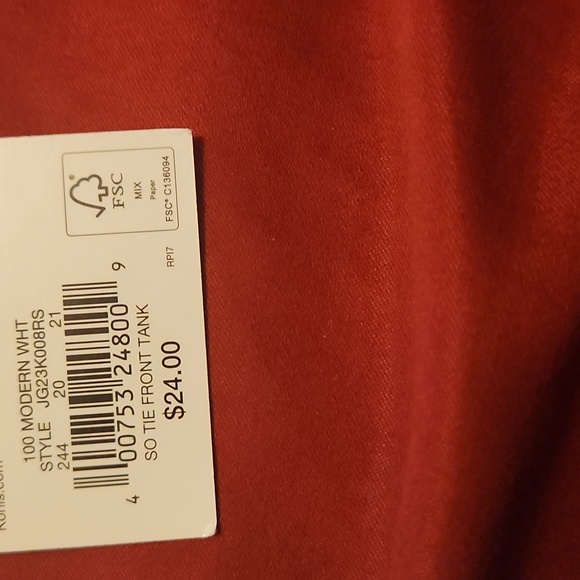 FSC®
MIX
Paper
FSC® C136094
RPI7
100 MODERN WHT
STYLE JG23K008RS
244 20 21
4 00753 24800 9
SO TIE FRONT TANK
$24.00
Kohls.com